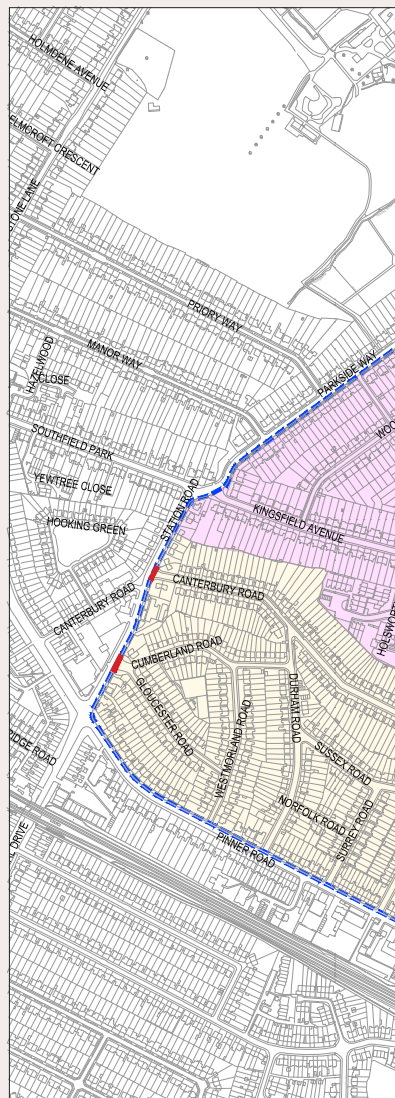 HOLMDENE AVENUE
ELMCROFT CRESCENT
PRIORY WAY
MANOR WAY
PARKSIDE WAY
HAZELWOOD
CLOSE
SOUTHFIELD PARK
YEWTREE CLOSE
STATION ROAD
KINGSFIELD AVENUE
HOOKING GREEN
CANTERBURY ROAD
CANTERBURY ROAD
CUMBERLAND ROAD
GLOUCESTER ROAD
DURHAM ROAD
WESTMORLAND ROAD
SUSSEX ROAD
NORFOLK ROAD
SURREY ROAD
PINNER ROAD